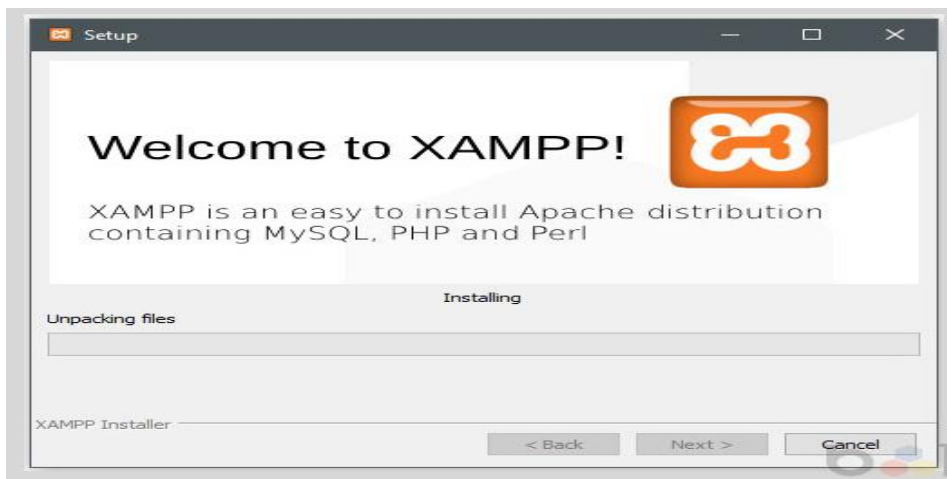 Setup
Welcome to XAMPP!
XAMPP is an easy to install Apache distribution
containing MySQL, PHP and Perl
Installing
Unpacking files
XAMPP Installer
< Back Next > Cancel